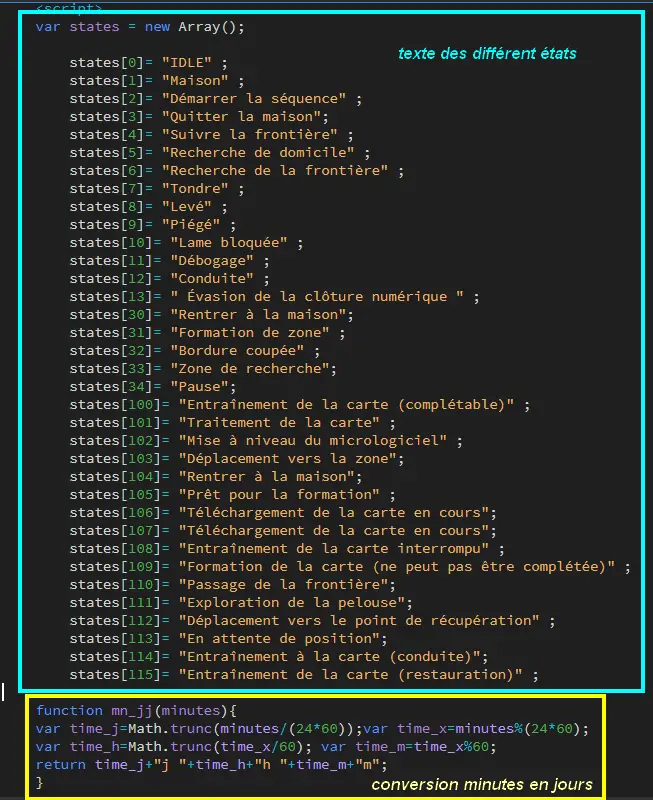 <script>
var states = new Array();
texte des différent états
states[0]= "IDLE" ;
states[1]= "Maison" ;
states[2]= "Démarrer la séquence" ;
states[3]= "Quitter la maison";
states[4]= "Suivre la frontière" ;
states[5]= "Recherche de domicile" ;
states[6]= "Recherche de la frontière" ;
states[7]= "Tondre" ;
states[8]= "Levé" ;
states[9]= "Piégé" ;
states[10]= "Lame bloquée" ;
states[11]= "Débogage" ;
states[12]= "Conduite" ;
states[13]= " Évasion de la clôture numérique " ;
states[30]= "Rentrer à la maison";
states[31]= "Formation de zone" ;
states[32]= "Bordure coupée" ;
states[33]= "Zone de recherche";
states[34]= "Pause";
states[100]= "Entraînement de la carte (complétable)" ;
states[101]= "Traitement de la carte" ;
states[102]= "Mise à niveau du micrologiciel" ;
states[103]= "Déplacement vers la zone";
states[104]= "Rentrer à la maison";
states[105]= "Prêt pour la formation" ;
states[106]= "Téléchargement de la carte en cours";
states[107]= "Téléchargement de la carte en cours";
states[108]= "Entraînement de la carte interrompu" ;
states[109]= "Formation de la carte (ne peut pas être complétée)" ;
states[110]= "Passage de la frontière";
states[111]= "Exploration de la pelouse";
states[112]= "Déplacement vers le point de récupération" ;
states[113]= "En attente de position";
states[114]= "Entraînement à la carte (conduite)";
states[115]= "Entraînement de la carte (restauration)" ;
function mn_jj(minutes){
var time_j=Math.trunc(minutes/(24*60));var time_x=minutes%(24*60);
var time_h=Math.trunc(time_x/60); var time_m=time_x%60;
return time_j+"j "+time_h+"h "+time_m+"m";
}
conversion minutes en jours